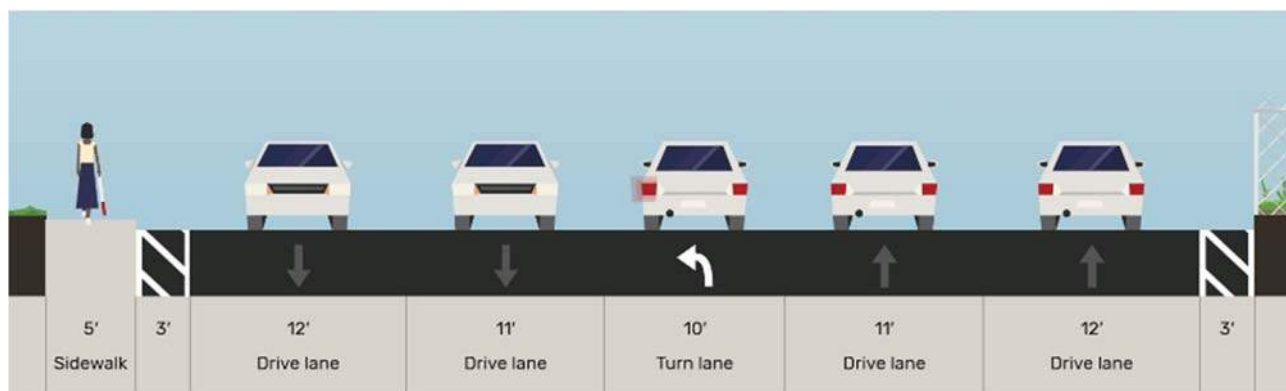 5' 3' 12' 11' 10' 11' 12' 3'
Sidewalk Drive lane Drive lane Turn lane Drive lane Drive lane